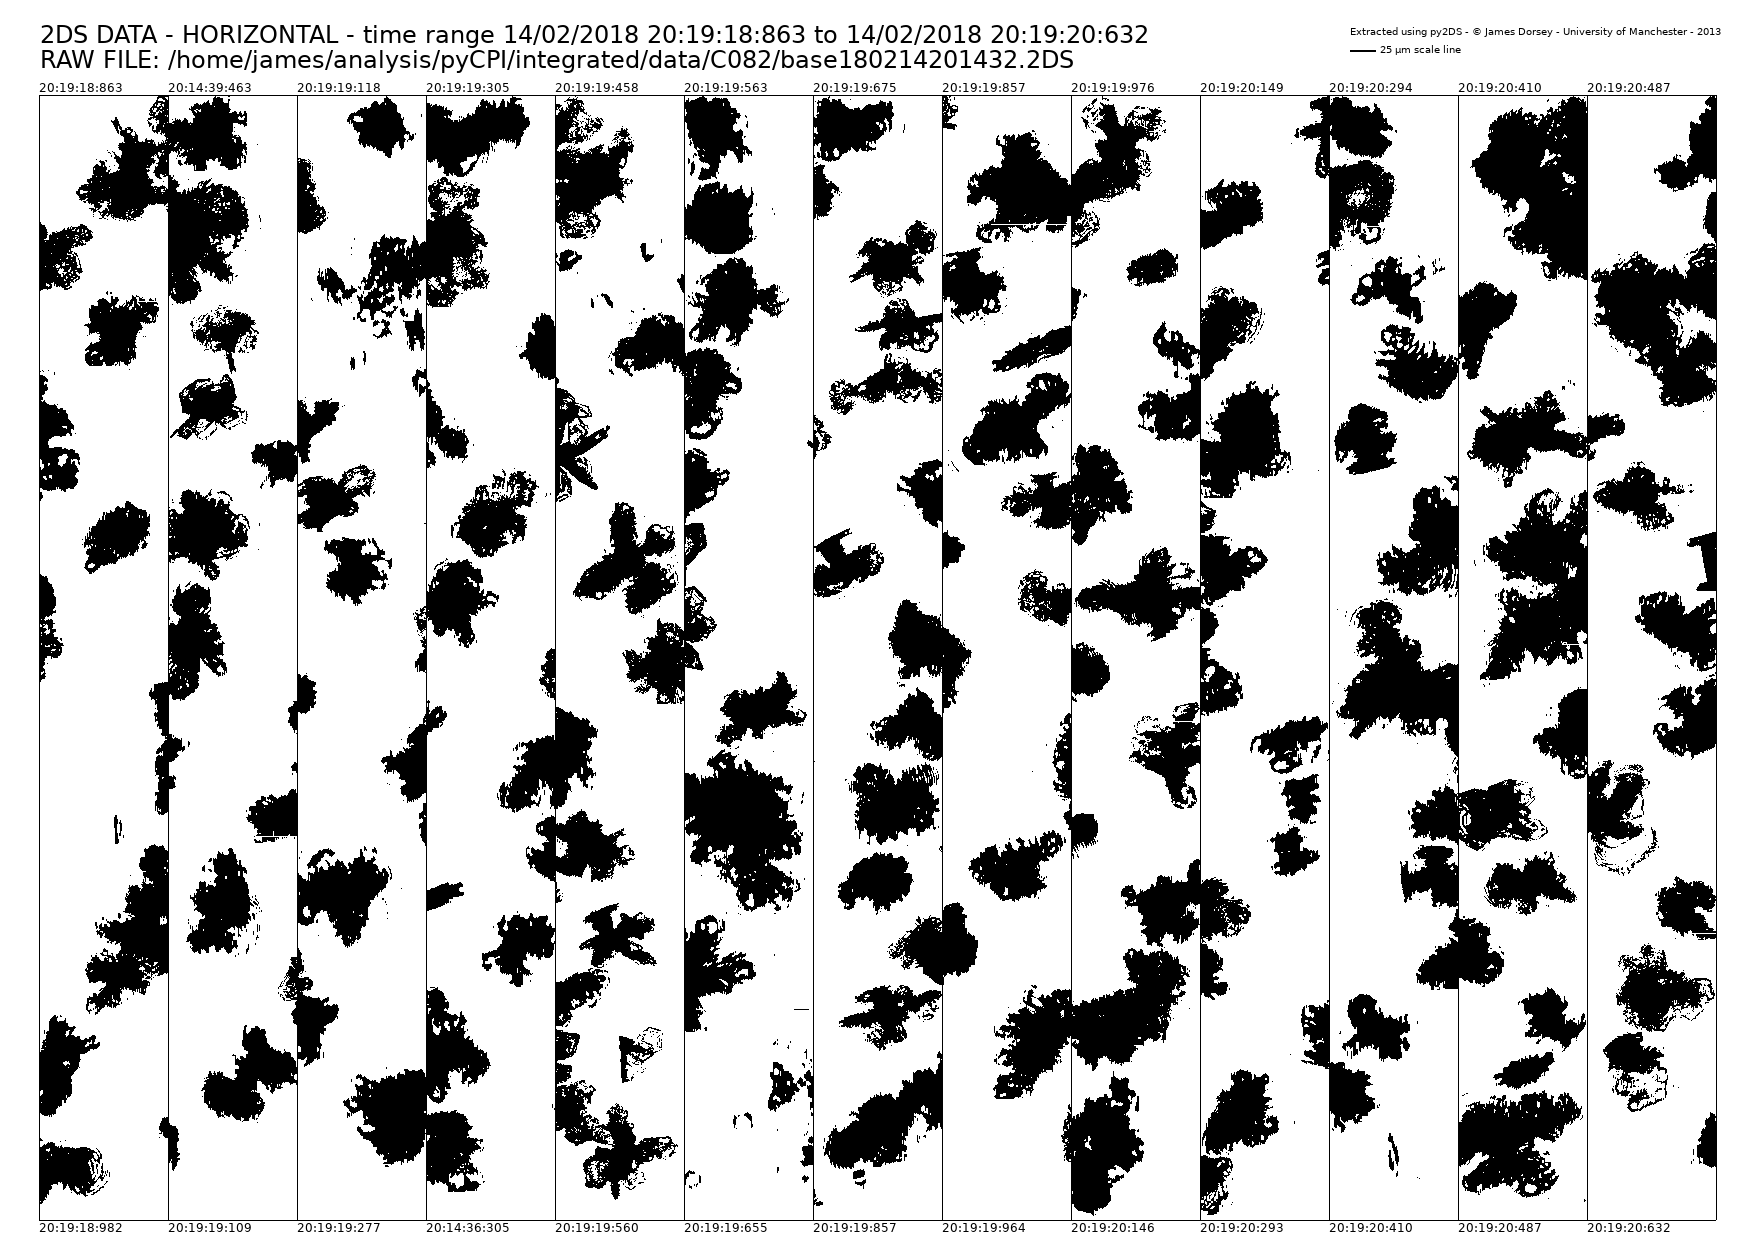 2DS DATA - HORIZONTAL - time range 14/02/2018 20:19:18:863 to 14/02/2018 20:19:20:632
RAW FILE: /home/james/analysis/pyCPI/integrated/data/C082/base180214201432.2DS
Extracted using py2DS - © James Dorsey - University of Manchester - 2013
25 µm scale line
20:19:18:863 20:14:39:463 20:19:19:118 20:19:19:305 20:19:19:458 20:19:19:563 20:19:19:675 20:19:19:857 20:19:19:976 20:19:20:149 20:19:20:294 20:19:20:410 20:19:20:487
20:19:18:982 20:19:19:109 20:19:19:277 20:14:36:305 20:19:19:560 20:19:19:655 20:19:19:857 20:19:19:964 20:19:20:146 20:19:20:293 20:19:20:410 20:19:20:487 20:19:20:632